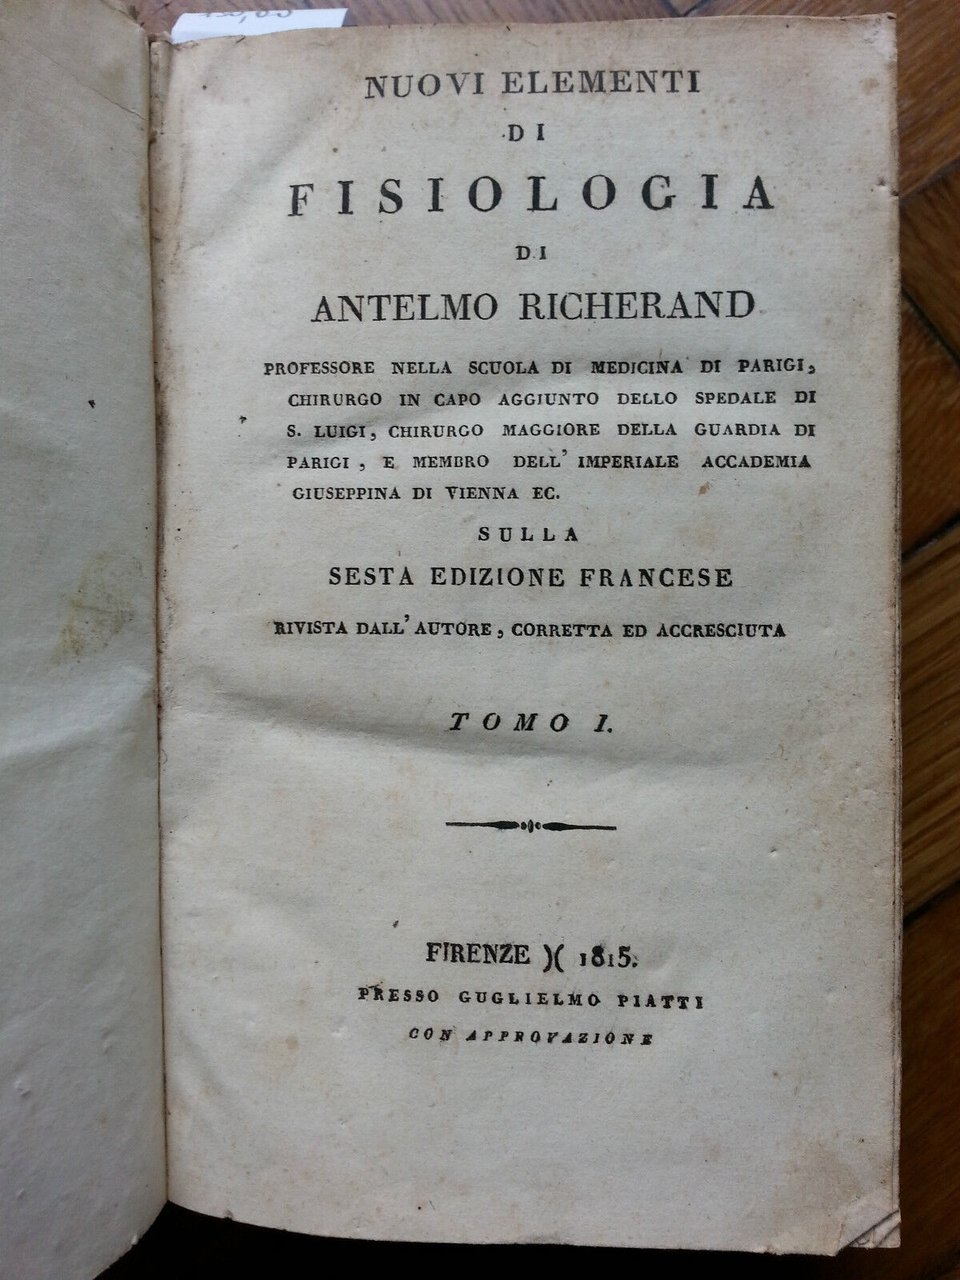 NUOVI ELEMENTI
DI
FISIOLOGIA
DI
ANTELMO RICHERAND
PROFESSORE NELLA SCUOLA DI MEDICINA DI PARIGI,
CHIRURGO IN CAPO AGGIUNTO DELLO SPEDALE DI
S. LUIGI, CHIRURGO MAGGIORE DELLA GUARDIA DI
PARIGI, E MEMBRO DELL' IMPERIALE ACCADEMIA
GIUSEPPINA DI VIENNA EC.
SULLA
SESTA EDIZIONE FRANCESE
RIVISTA DALL' AUTORE, CORRETTA ED ACCRESCIUTA
TOMO I.
FIRENZE )( 1815.
PRESSO GUGLIELMO PIATTI
CON APPROVAZIONE